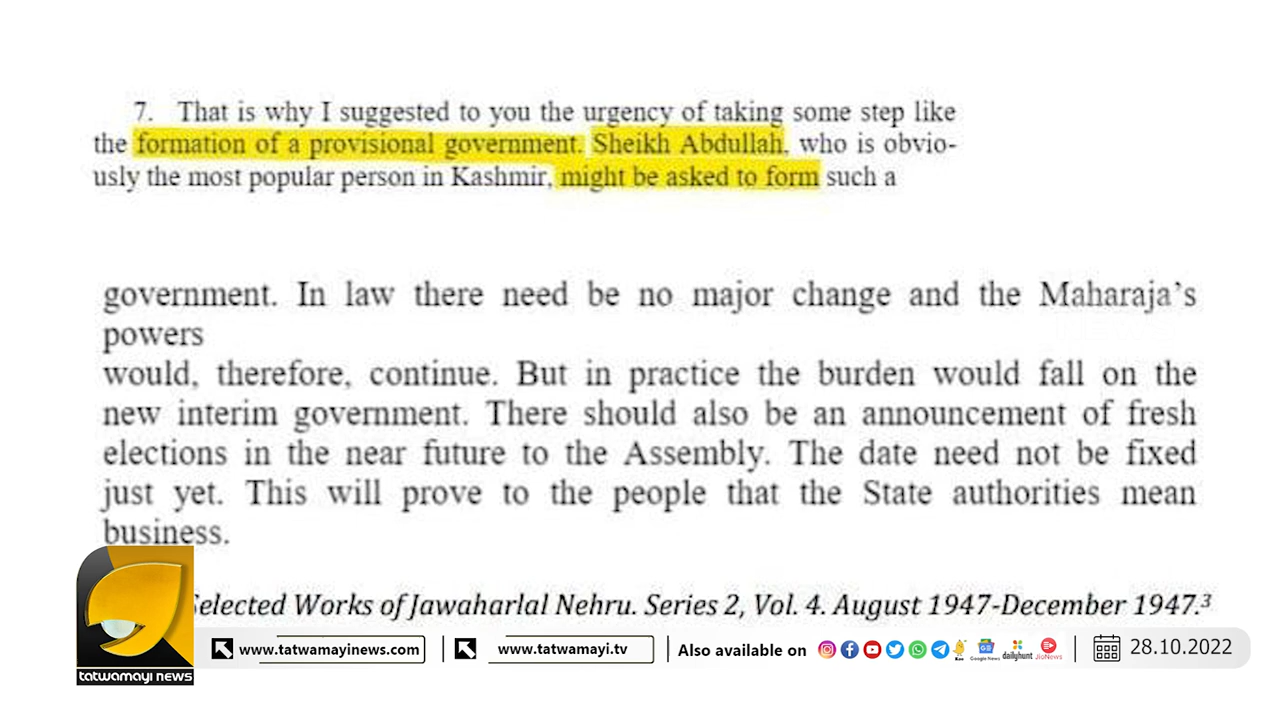 7. That is why I suggested to you the urgency of taking some step like
the formation of a provisional government. Sheikh Abdullah, who is obvio-
usly the most popular person in Kashmir, might be asked to form such a
government. In law there need be no major change and the Maharaja's
powers
would, therefore, continue. But in practice the burden would fall on the
new interim government. There should also be an announcement of fresh
elections in the near future to the Assembly. The date need not be fixed
just yet. This will prove to the people that the State authorities mean
business.
Selected Works of Jawaharlal Nehru. Series 2, Vol. 4. August 1947-December 1947.³
tatwamayi news
www.tatwamayinews.com
www.tatwamayi.tv
Also available on
Koo
Google News
dailyhunt
JioNews
28.10.2022